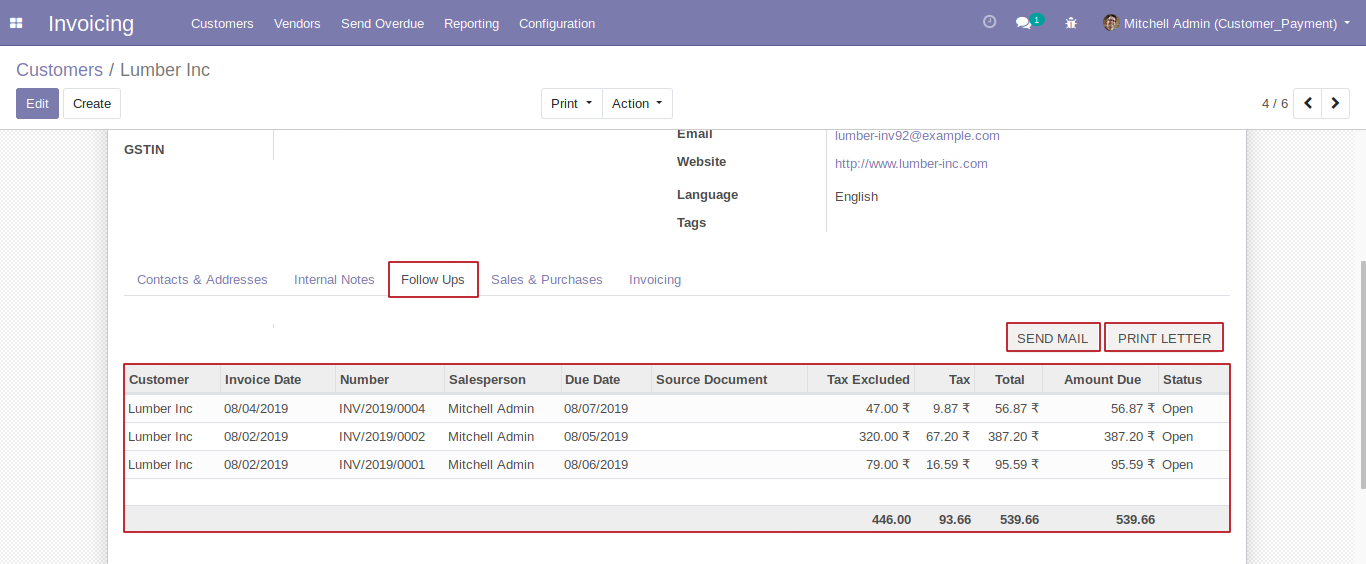 Invoicing Customers Vendors Send Overdue Reporting Configuration 1 Mitchell Admin (Customer_Payment)
Customers / Lumber Inc
Edit Create Print Action 4 / 6
Email lumber-inv92@example.com
GSTIN
Website http://www.lumber-inc.com
Language English
Tags
Contacts & Addresses Internal Notes Follow Ups Sales & Purchases Invoicing
SEND MAIL PRINT LETTER
Customer Invoice Date Number Salesperson Due Date Source Document Tax Excluded Tax Total Amount Due Status
Lumber Inc 08/04/2019 INV/2019/0004 Mitchell Admin 08/07/2019 47.00 ₹ 9.87 ₹ 56.87 ₹ 56.87 ₹ Open
Lumber Inc 08/02/2019 INV/2019/0002 Mitchell Admin 08/05/2019 320.00 ₹ 67.20 ₹ 387.20 ₹ 387.20 ₹ Open
Lumber Inc 08/02/2019 INV/2019/0001 Mitchell Admin 08/06/2019 79.00 ₹ 16.59 ₹ 95.59 ₹ 95.59 ₹ Open
446.00 93.66 539.66 539.66